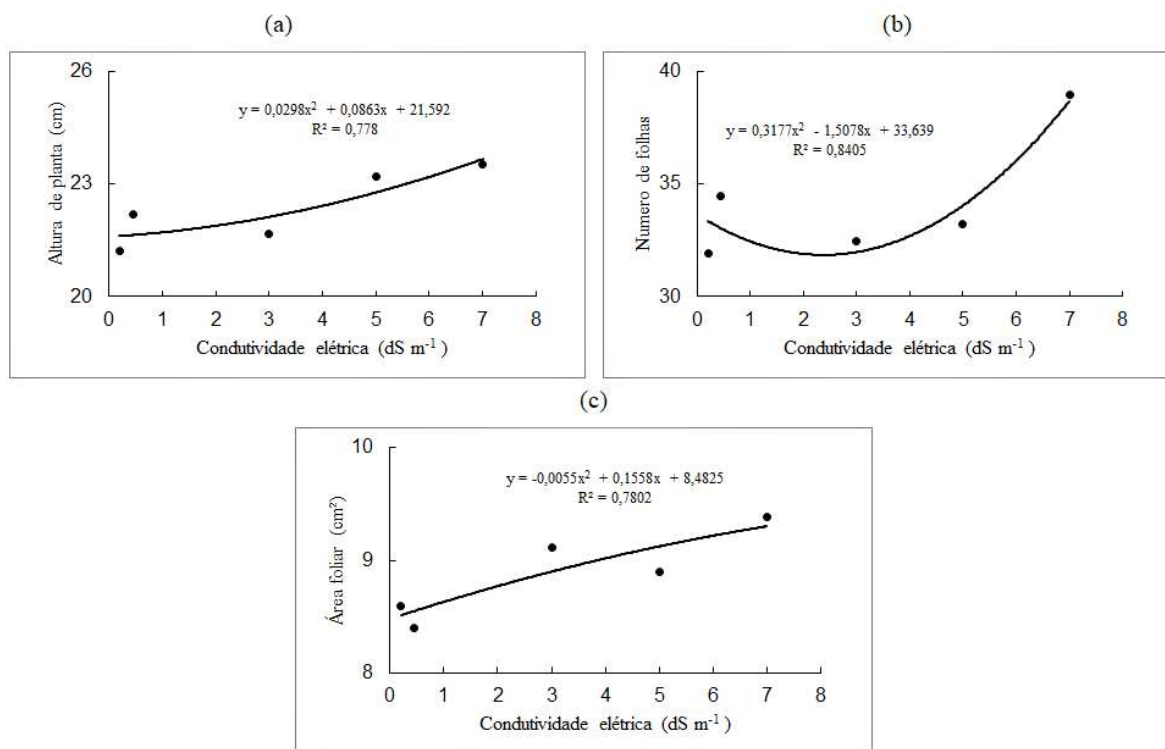 (a)
26
23
20
Altura de planta (cm)
y = 0,0298x² + 0,0863x + 21,592
R² = 0,778
0 1 2 3 4 5 6 7 8
Condutividade elétrica (dS m⁻¹ )
(b)
40
35
30
Numero de folhas
y = 0,3177x² - 1,5078x + 33,639
R² = 0,8405
0 1 2 3 4 5 6 7 8
Condutividade elétrica (dS m⁻¹ )
(c)
10
9
8
Área foliar (cm²)
y = -0,0055x² + 0,1558x + 8,4825
R² = 0,7802
0 1 2 3 4 5 6 7 8
Condutividade elétrica (dS m⁻¹ )